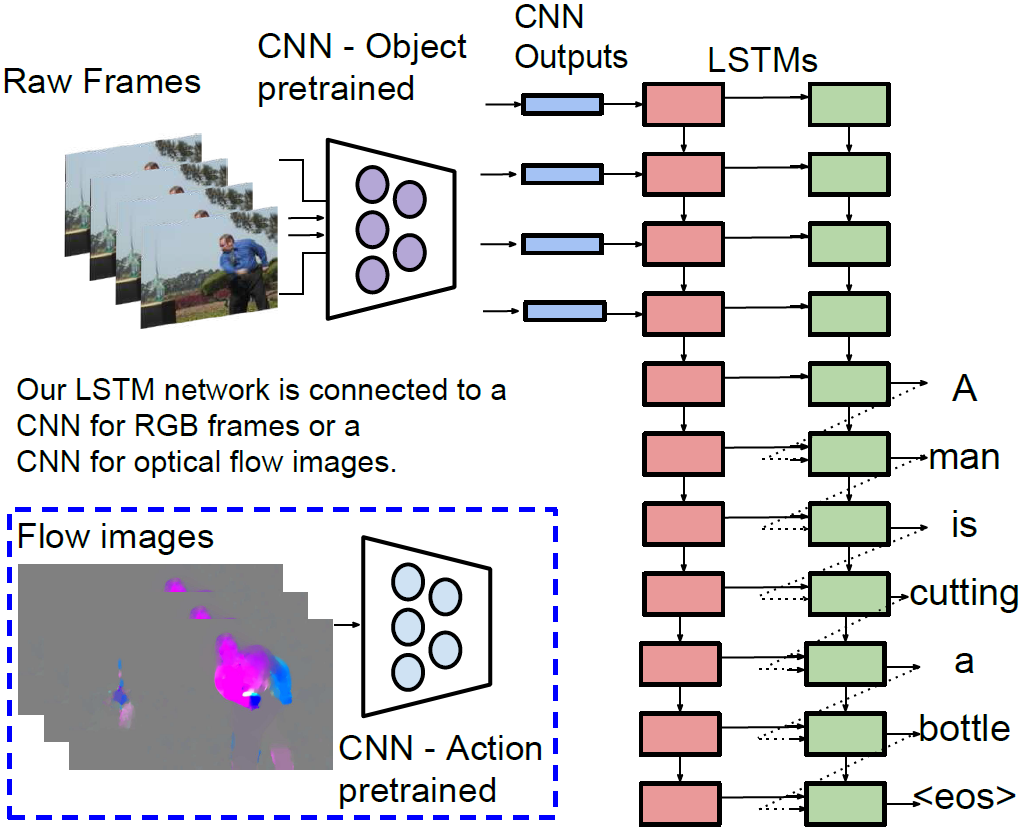 Raw Frames
CNN - Object
pretrained
CNN
Outputs
LSTMs
Our LSTM network is connected to a
CNN for RGB frames or a
CNN for optical flow images.
Flow images
CNN - Action
pretrained
A
man
is
cutting
a
bottle
<eos>